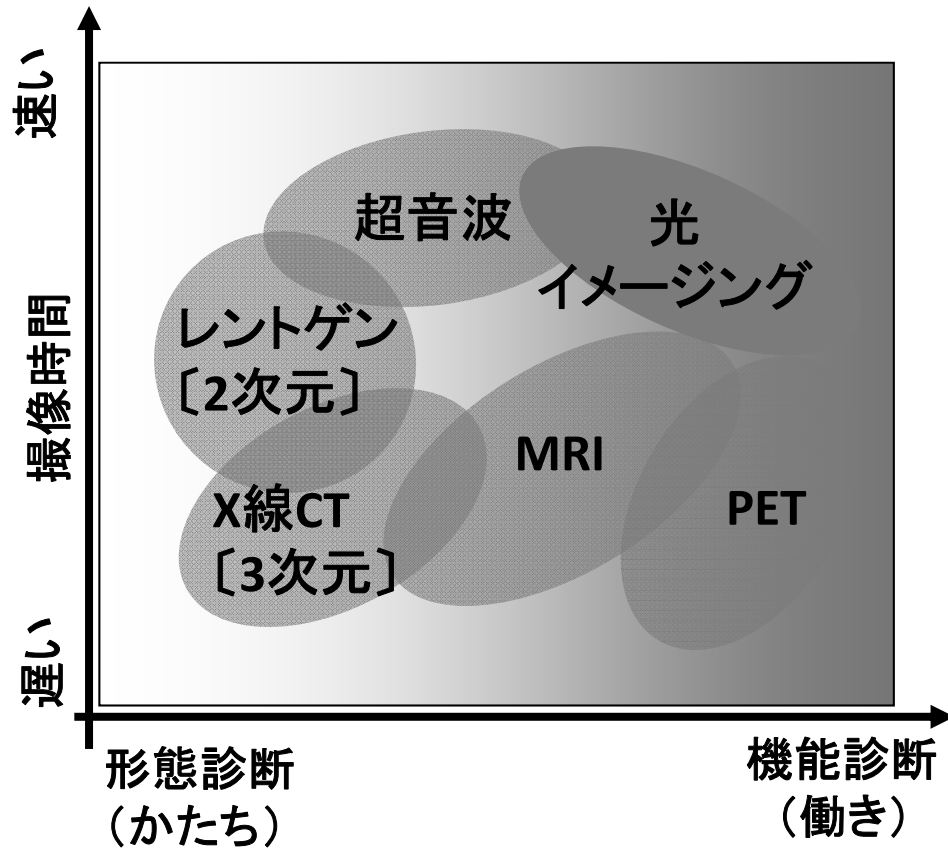 速い
撮像時間
遅い
超音波
光
イメージング
レントゲン
〔2次元〕
MRI
X線CT
〔3次元〕
PET
形態診断
（かたち）
機能診断
（働き）